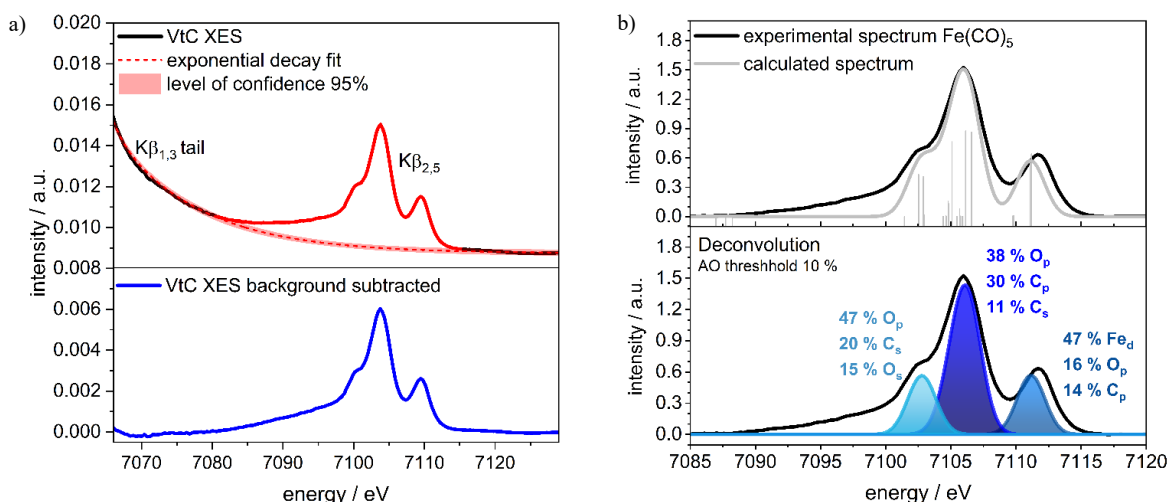 a)
0.020
0.018
0.016
0.014
0.012
0.010
0.008
0.006
0.004
0.002
0.000
intensity / a.u.
VtC XES
exponential decay fit
level of confidence 95%
Kβ1,3 tail
Kβ2,5
VtC XES background subtracted
7070 7080 7090 7100 7110 7120
energy / eV
b)
1.5
1.2
0.9
0.6
0.3
0.0
intensity / a.u.
experimental spectrum Fe(CO)5
calculated spectrum
1.5
1.2
0.9
0.6
0.3
0.0
intensity / a.u.
Deconvolution
AO threshhold 10 %
47 % Op
20 % Cs
15 % Os
38 % Op
30 % Cp
11 % Cs
47 % Fed
16 % Op
14 % Cp
7085 7090 7095 7100 7105 7110 7115 7120
energy / eV